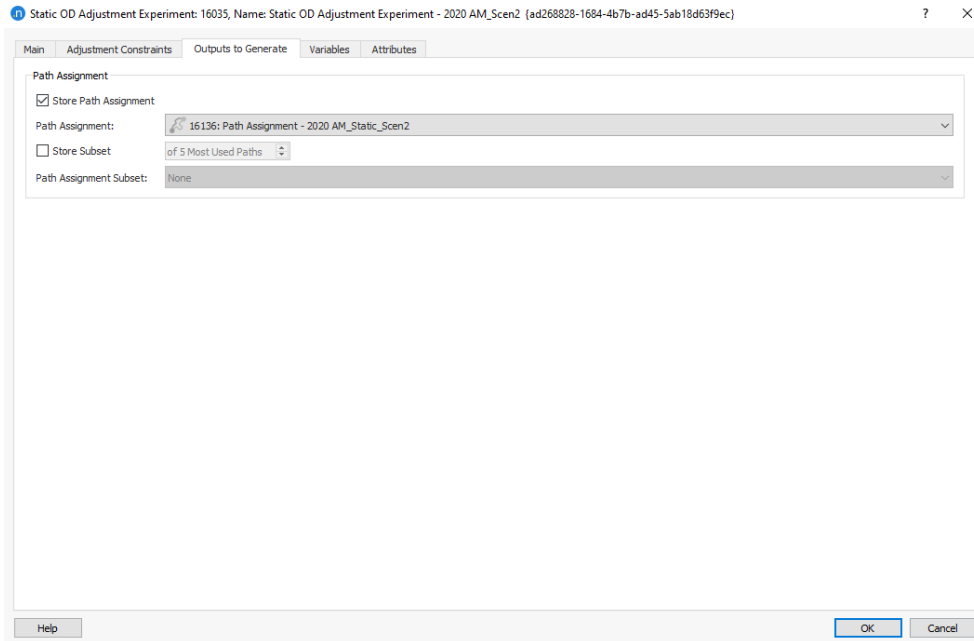 Static OD Adjustment Experiment: 16035, Name: Static OD Adjustment Experiment - 2020 AM_Scen2 {ad268828-1684-4b7b-ad45-5ab18d63f9ec}
Main Adjustment Constraints Outputs to Generate Variables Attributes
Path Assignment
Store Path Assignment
Path Assignment: 16136: Path Assignment - 2020 AM_Static_Scen2
Store Subset of 5 Most Used Paths
Path Assignment Subset: None
Help OK Cancel